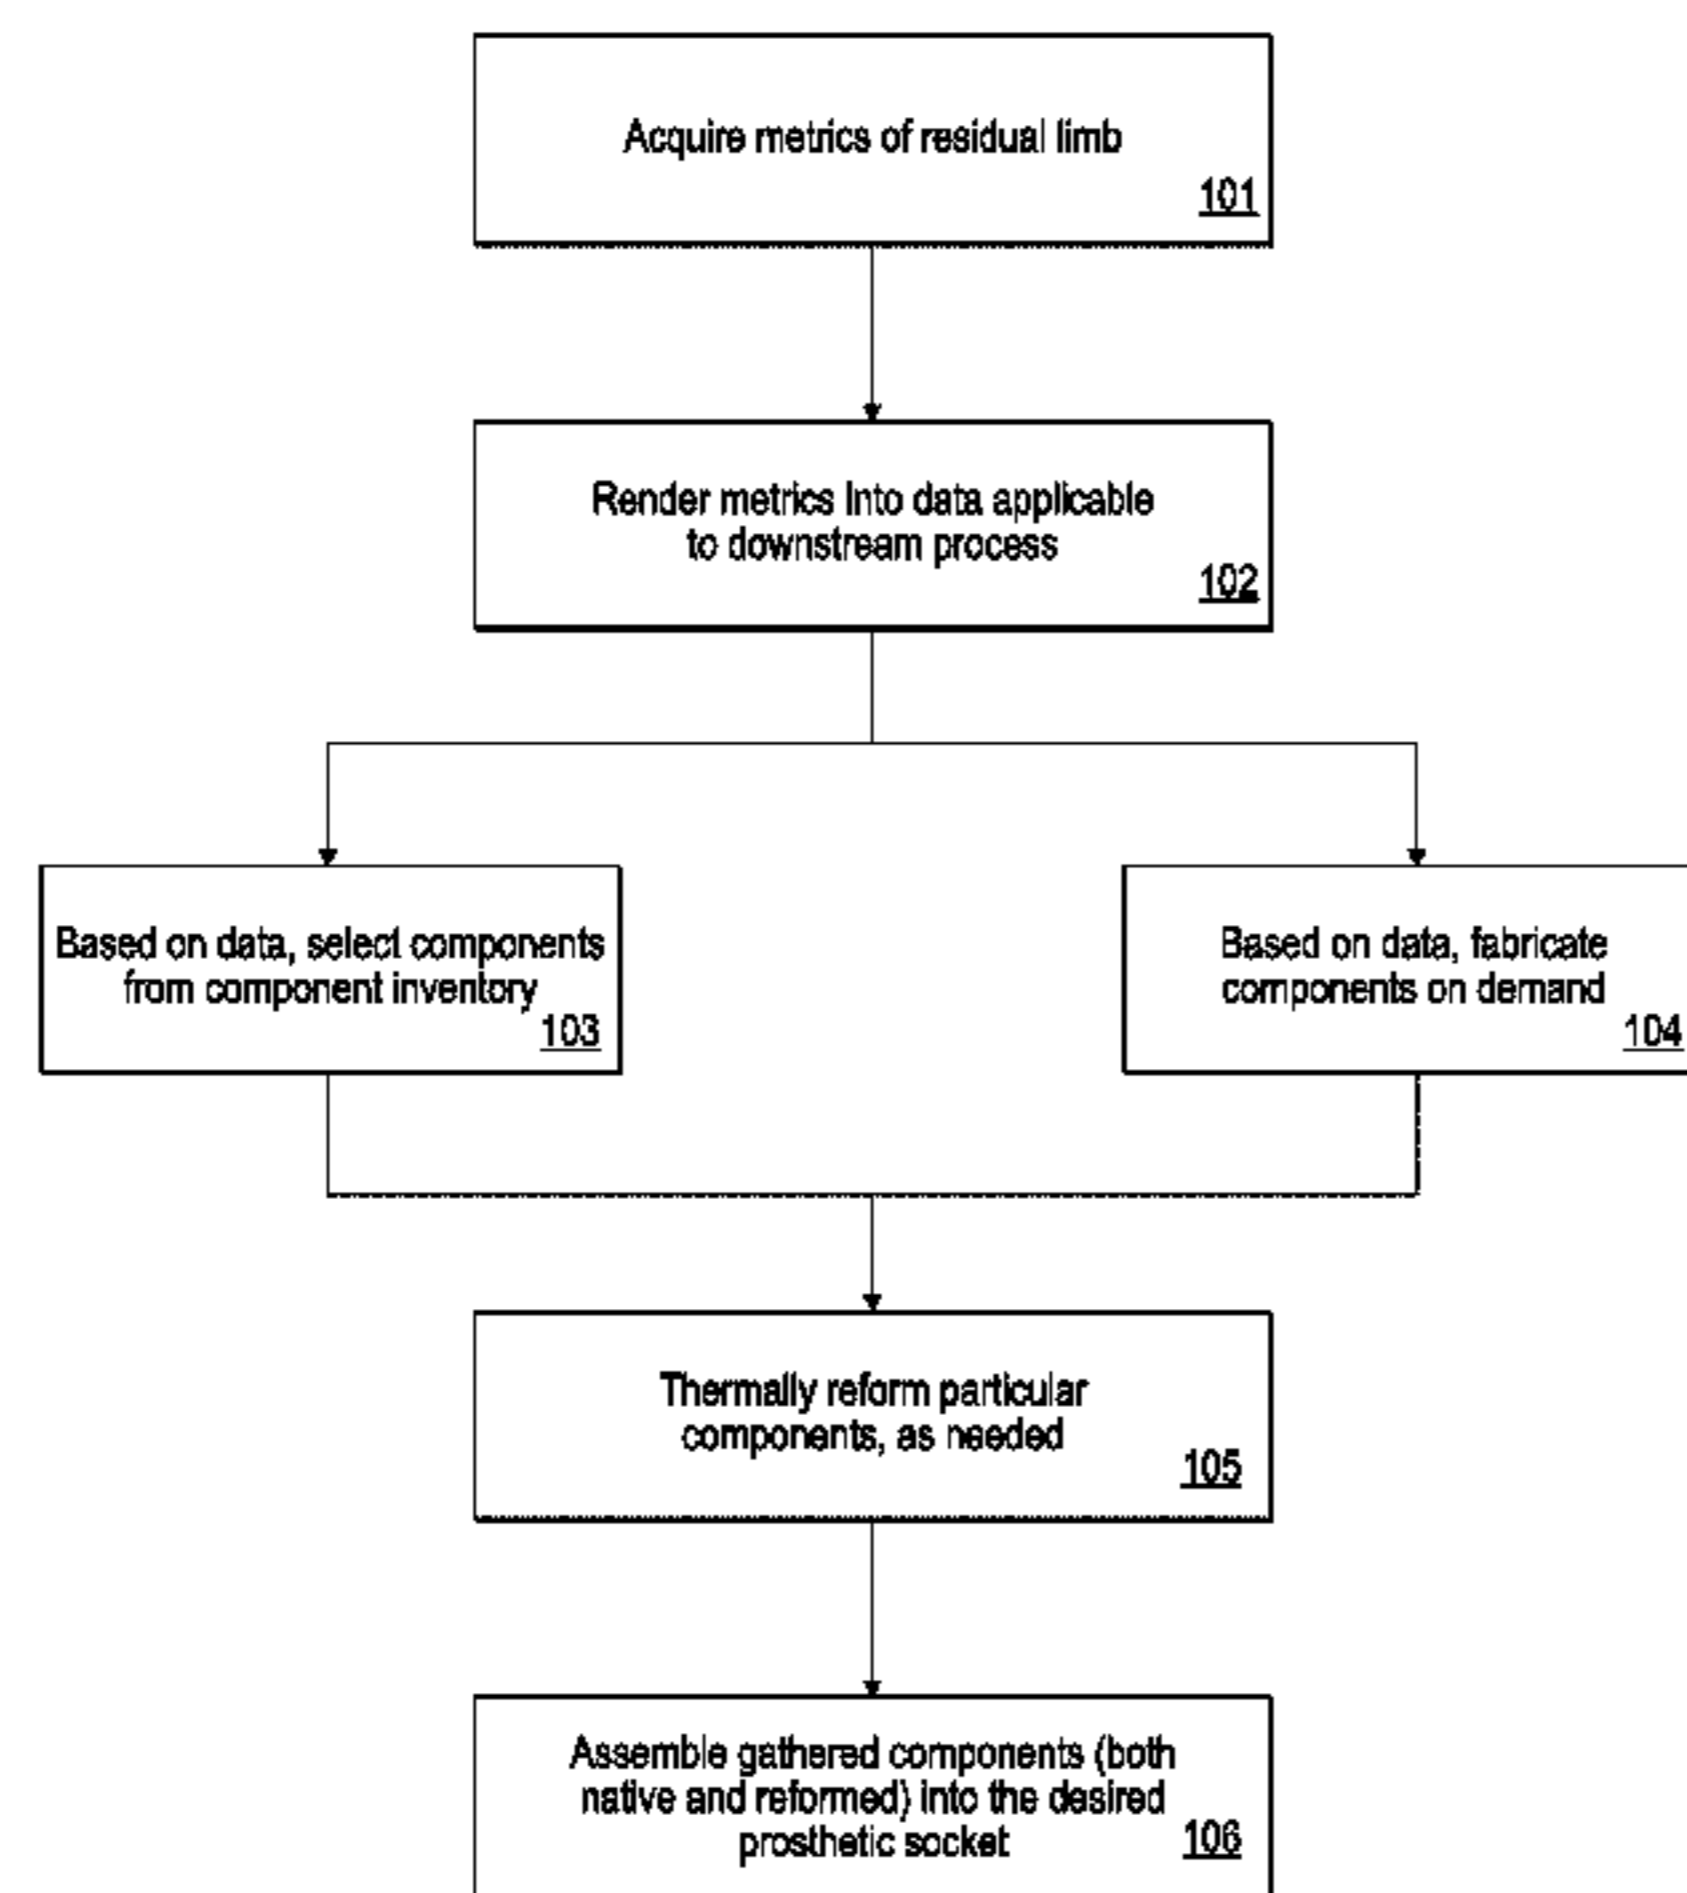 Acquire metrics of residual limb
101
Render metrics into data applicable
to downstream process
102
Based on data, select components
from component inventory
103
Based on data, fabricate
components on demand
104
Thermally reform particular
components, as needed
105
Assemble gathered components (both
native and reformed) into the desired
prosthetic socket
106